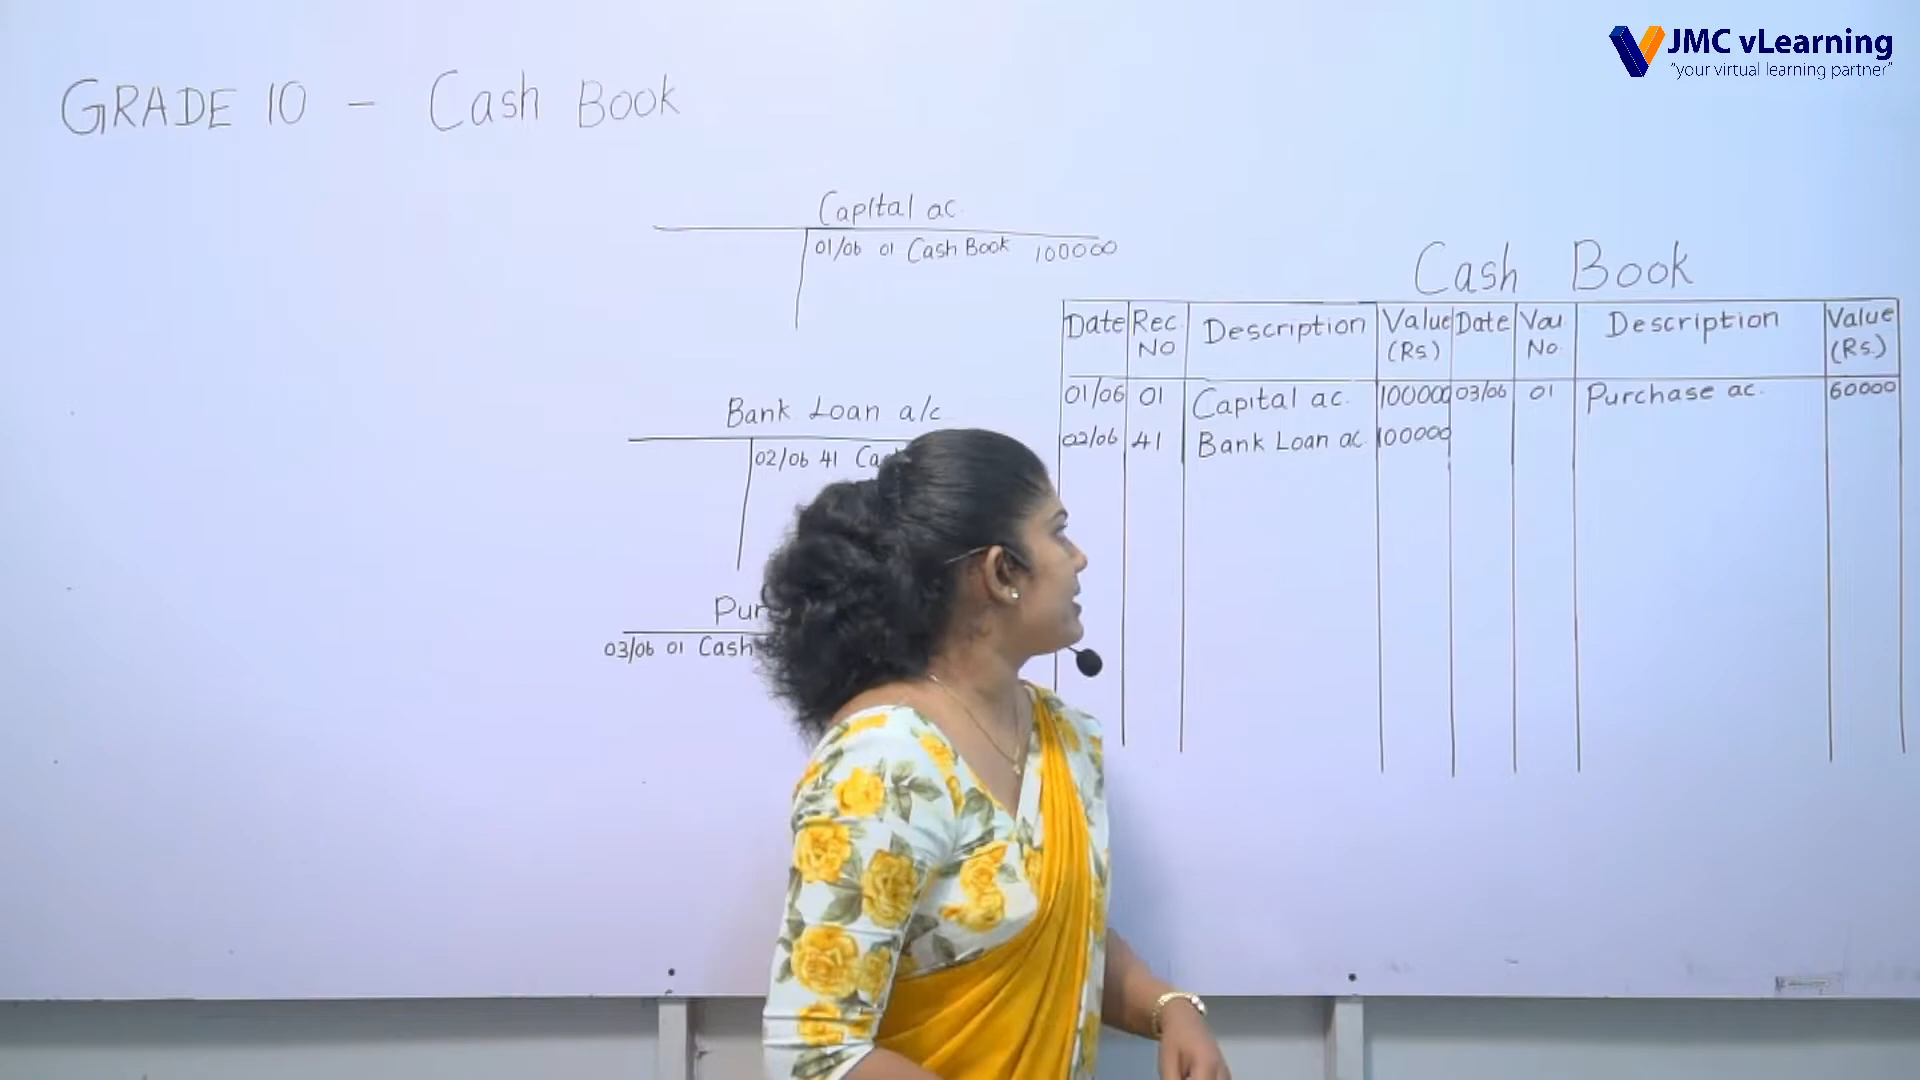 JMC vLearning
"your virtual learning partner"
GRADE 10 - Cash Book
Capital ac.
01/06 01 Cash Book 100000
Bank Loan a/c
02/06 41
03/06 01 Cash
Cash Book
Date Rec. No Description Value (Rs.) Date Vou No. Description Value (Rs.)
01/06 01 Capital ac. 100000 03/06 01 Purchase ac. 60000
02/06 41 Bank Loan ac. 100000